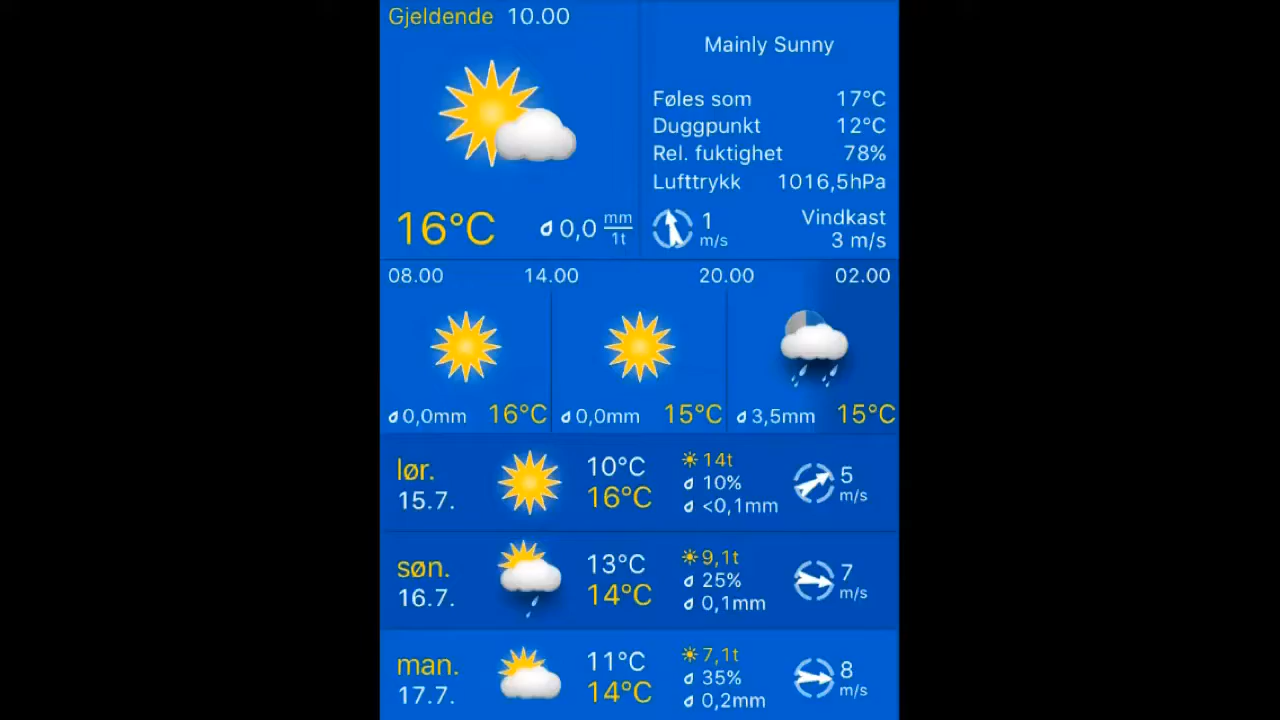 Gjeldende 10.00
Mainly Sunny
Føles som 17°C
Duggpunkt 12°C
Rel. fuktighet 78%
Lufttrykk 1016,5hPa
16°C 0,0 mm/1t
1 m/s
Vindkast
3 m/s
08.00 14.00 20.00 02.00
0,0mm 16°C 0,0mm 15°C 3,5mm 15°C
lør.
15.7.
10°C
16°C
14t
10%
<0,1mm
5
m/s
søn.
16.7.
13°C
14°C
9,1t
25%
0,1mm
7
m/s
man.
17.7.
11°C
14°C
7,1t
35%
0,2mm
8
m/s